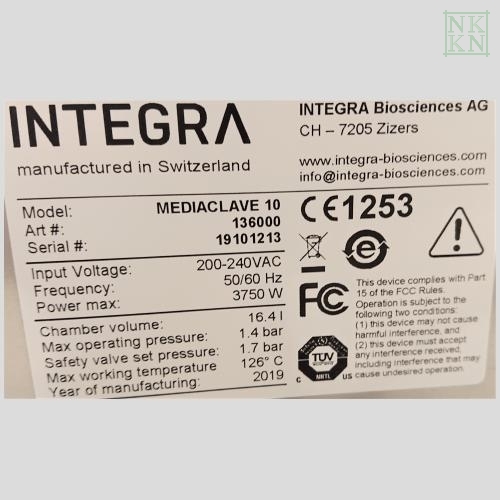 NK
KN
INTEGRA
manufactured in Switzerland
INTEGRA Biosciences AG
CH – 7205 Zizers
www.integra-biosciences.com
info@integra-biosciences.com
Model: MEDIACLAVE 10
Art #: 136000
Serial #: 19101213
CE1253
Input Voltage: 200-240VAC
Frequency: 50/60 Hz
Power max: 3750 W
Chamber volume: 16.4 l
Max operating pressure: 1.4 bar
Safety valve set pressure: 1.7 bar
Max working temperature 126° C
Year of manufacturing: 2019
e
FC
This device complies with Part
15 of the FCC Rules.
Operation is subject to the
following two conditions:
(1) this device may not cause
harmful interference, and
(2) this device must accept
any interference received,
including interference that may
cause undesired operation.
TÜV
NRTL
C US